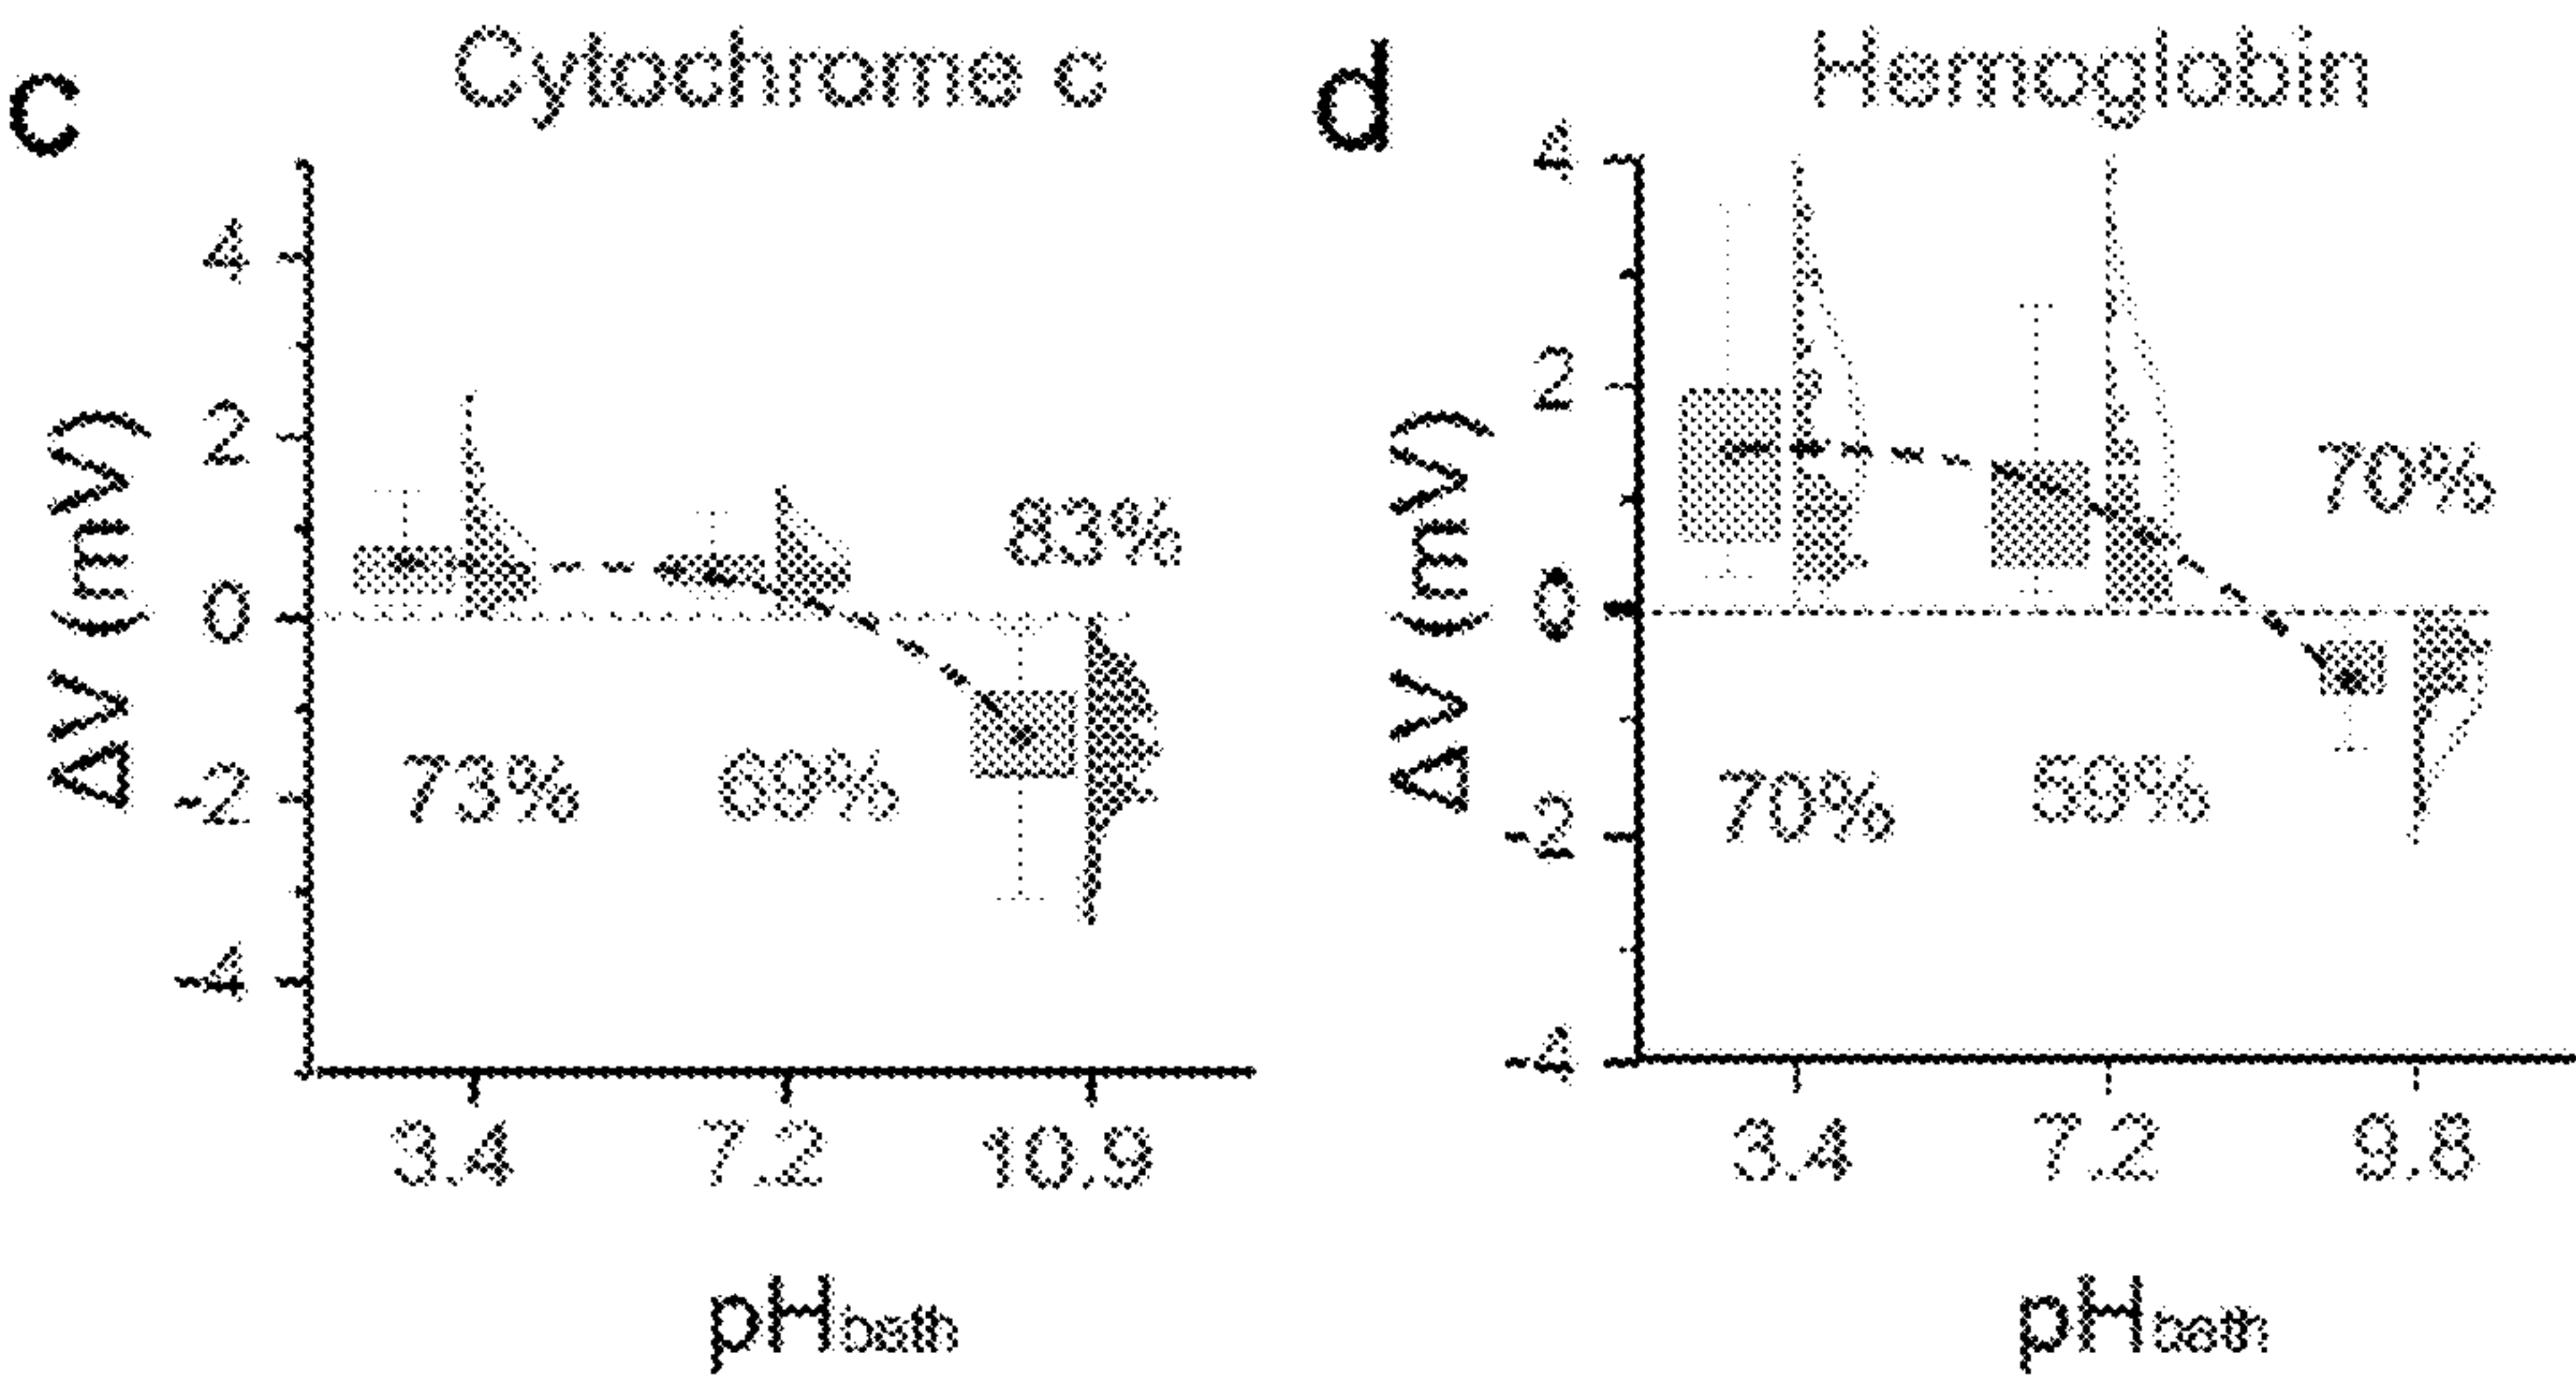 c Cytochrome c
ΔV (mV)
4
2
0
-2
-4
83%
73% 69%
3.4 7.2 10.9
pHbath
d Hemoglobin
ΔV (mV)
4
2
0
-2
-4
70%
70% 59%
3.4 7.2 9.8
pHbath